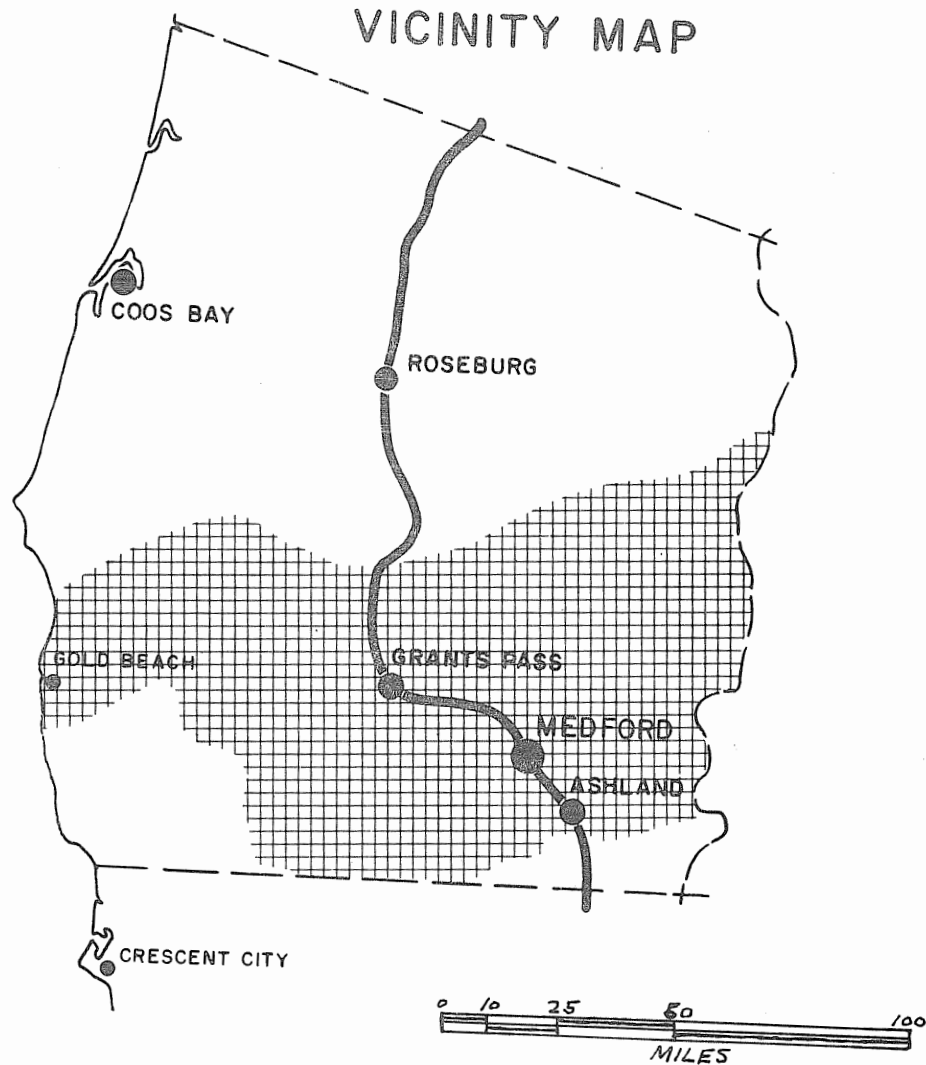 VICINITY MAP
COOS BAY
ROSEBURG
GOLD BEACH
GRANTS PASS
MEDFORD
ASHLAND
CRESCENT CITY
0 10 25 50 100
MILES